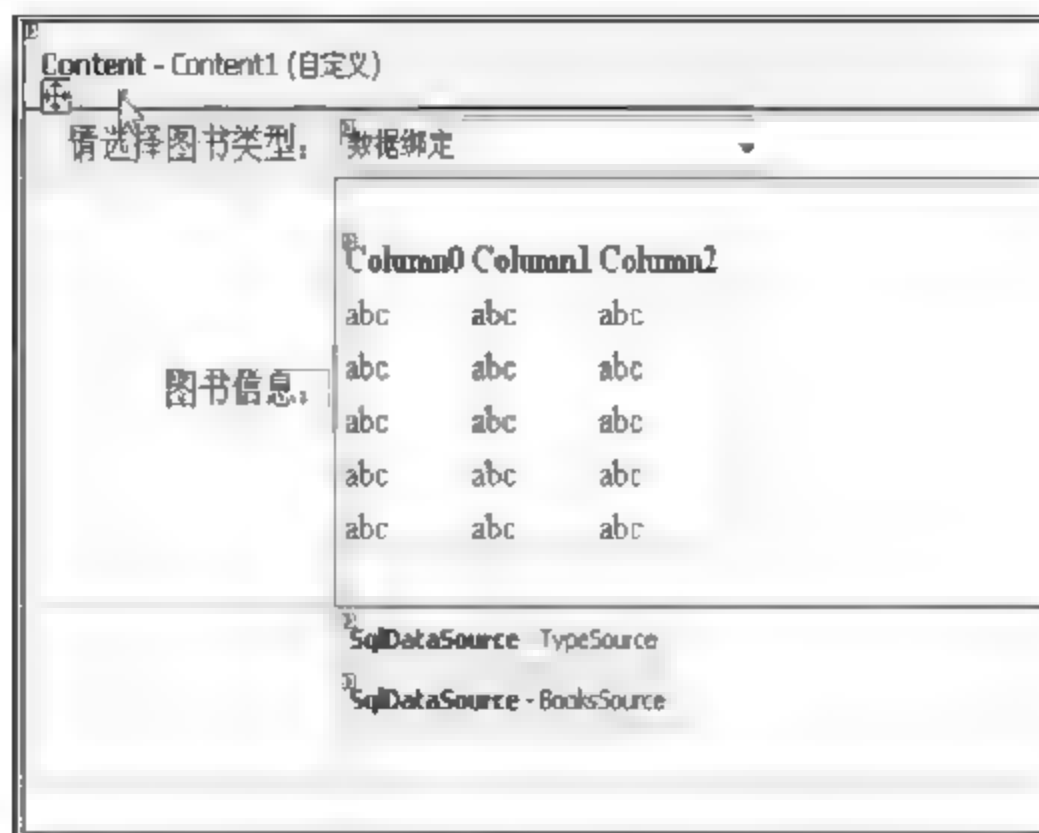 Content - Content1 (自定义)
请选择图书类型： 数据绑定
Column0 Column1 Column2
abc abc abc
abc abc abc
图书信息：
abc abc abc
abc abc abc
abc abc abc
SqlDataSource - TypeSource
SqlDataSource - BooksSource